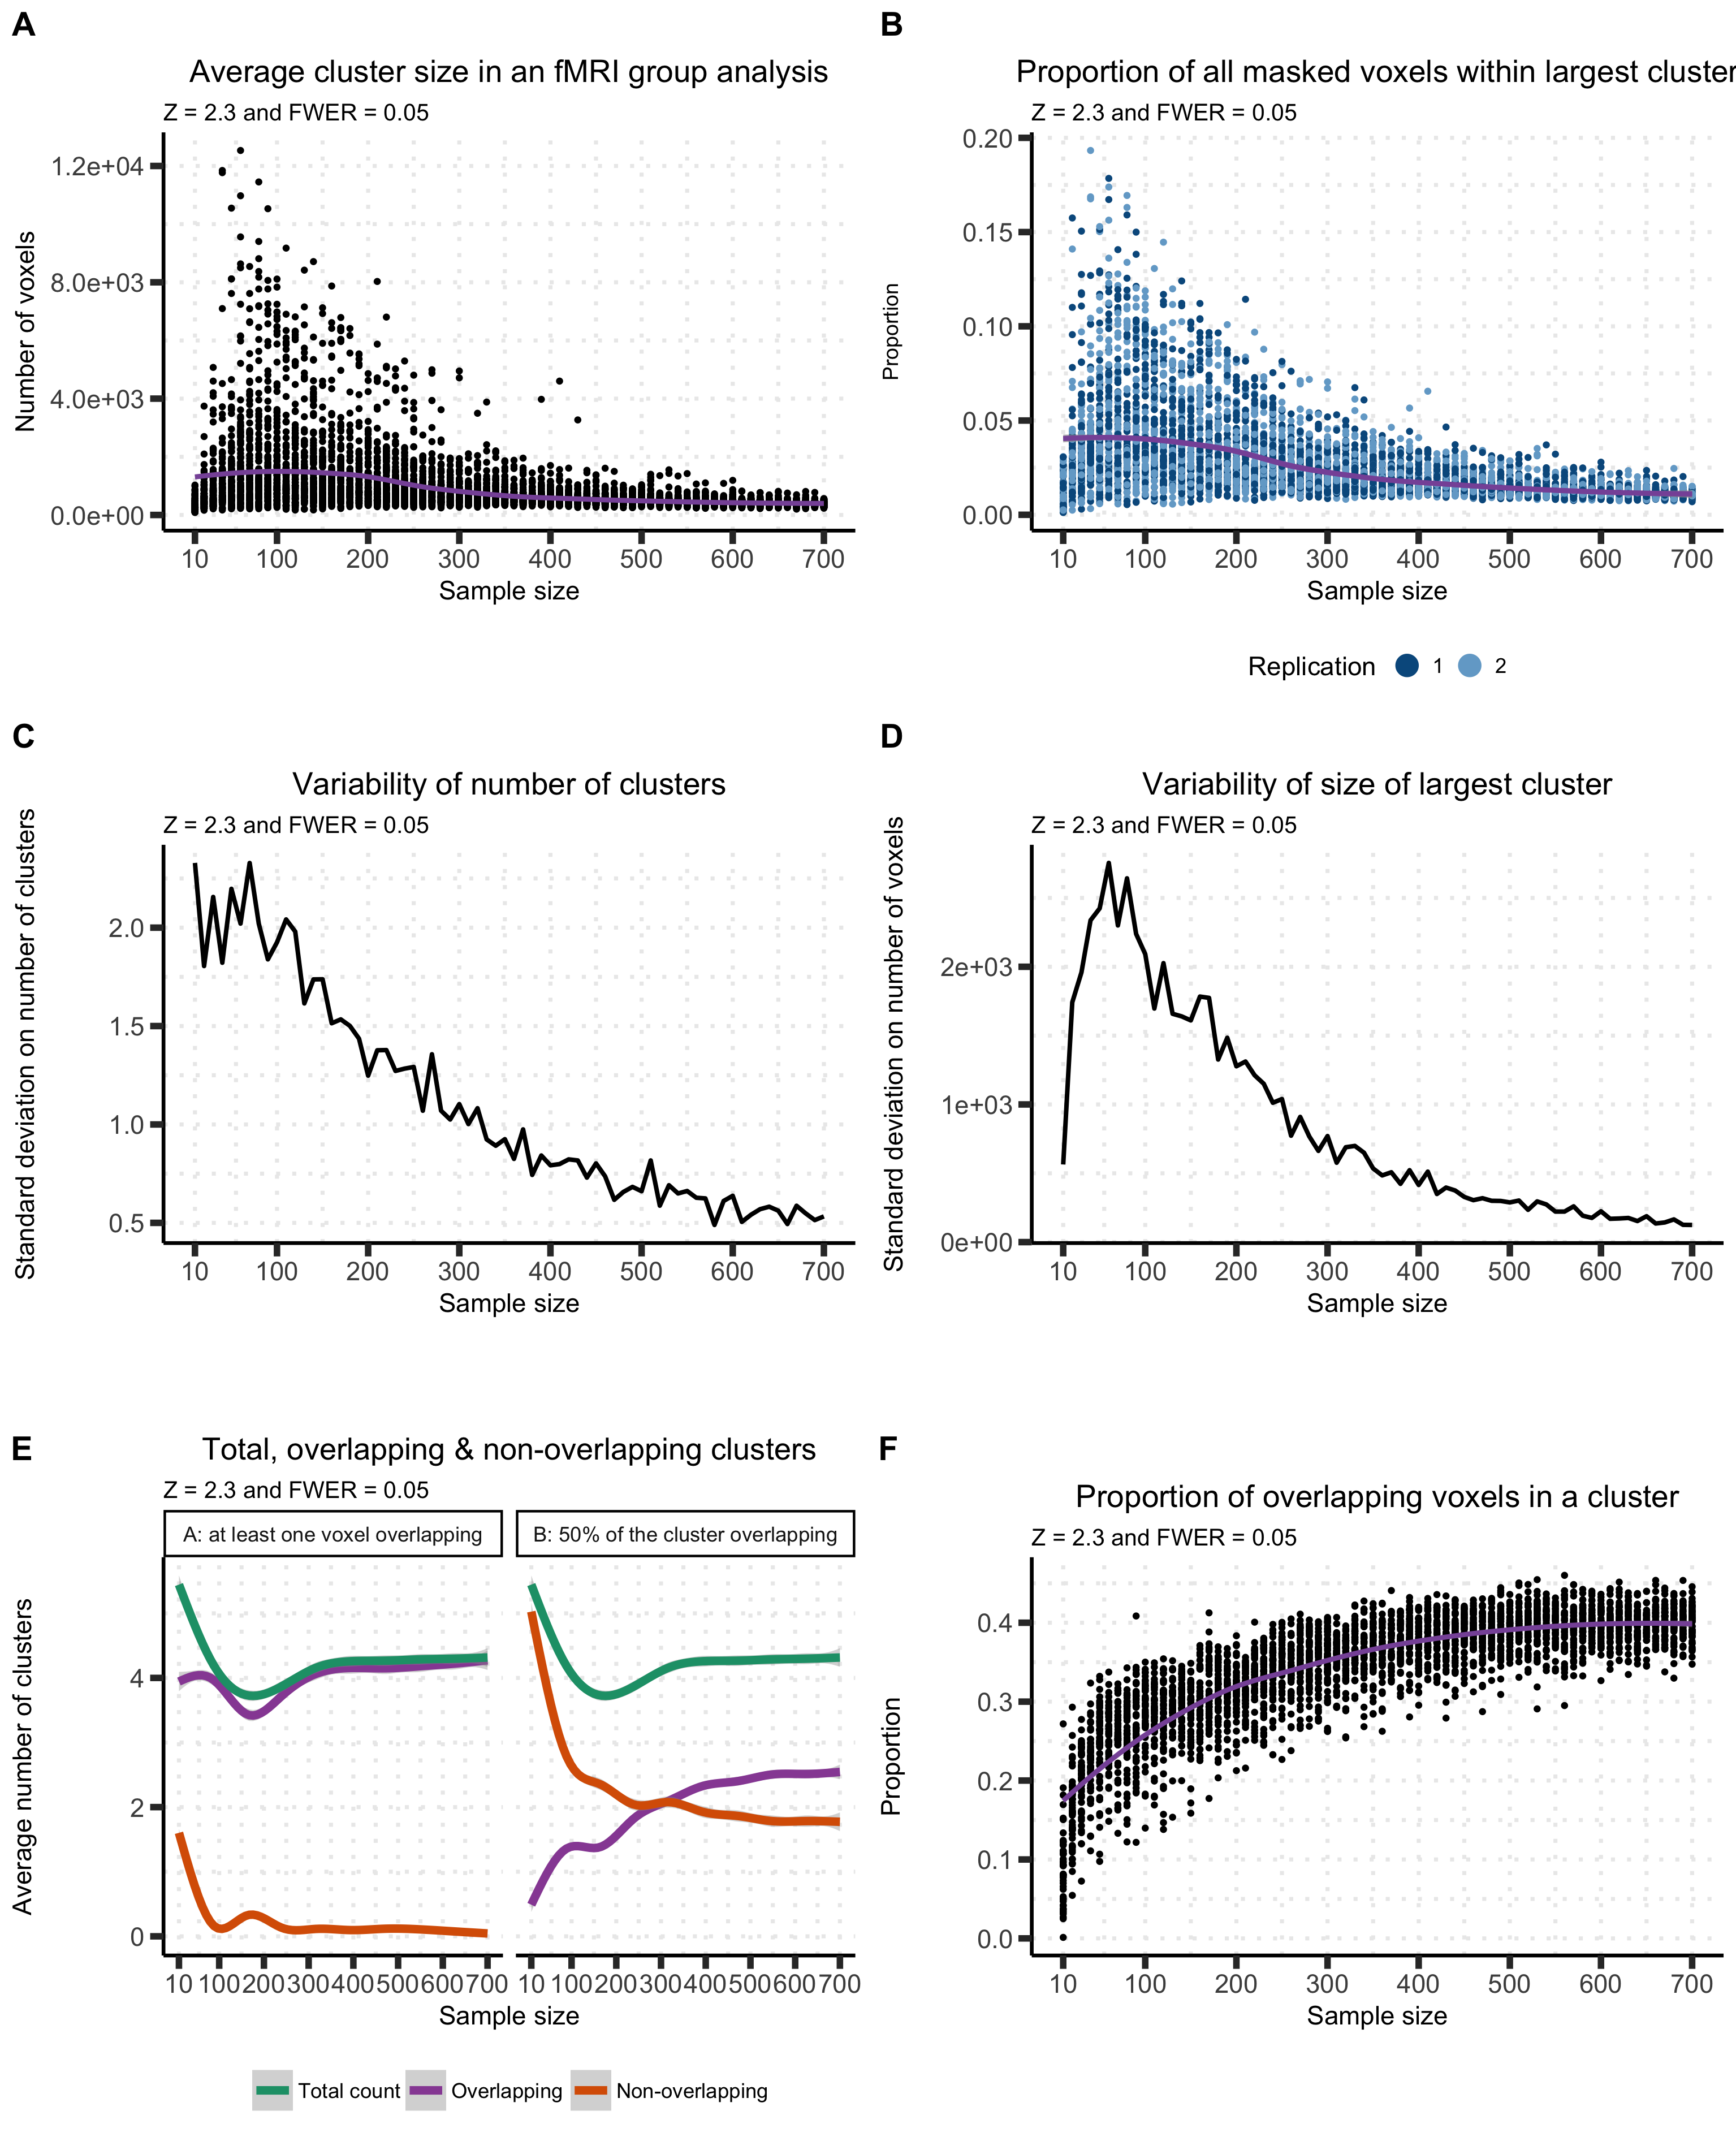 A
Average cluster size in an fMRI group analysis
Z = 2.3 and FWER = 0.05
Number of voxels
1.2e+04
8.0e+03
4.0e+03
0.0e+00
10 100 200 300 400 500 600 700
Sample size
B
Proportion of all masked voxels within largest cluster
Z = 2.3 and FWER = 0.05
Proportion
0.20
0.15
0.10
0.05
0.00
10 100 200 300 400 500 600 700
Sample size
Replication 1 2
C
Variability of number of clusters
Z = 2.3 and FWER = 0.05
Standard deviation on number of clusters
2.0
1.5
1.0
0.5
10 100 200 300 400 500 600 700
Sample size
D
Variability of size of largest cluster
Z = 2.3 and FWER = 0.05
Standard deviation on number of voxels
2e+03
1e+03
0e+00
10 100 200 300 400 500 600 700
Sample size
E
Total, overlapping & non-overlapping clusters
Z = 2.3 and FWER = 0.05
A: at least one voxel overlapping
B: 50% of the cluster overlapping
Average number of clusters
4
2
0
10 100 200 300 400 500 600 700
10 100 200 300 400 500 600 700
Sample size
Total count Overlapping Non-overlapping
F
Proportion of overlapping voxels in a cluster
Z = 2.3 and FWER = 0.05
Proportion
0.4
0.3
0.2
0.1
0.0
10 100 200 300 400 500 600 700
Sample size